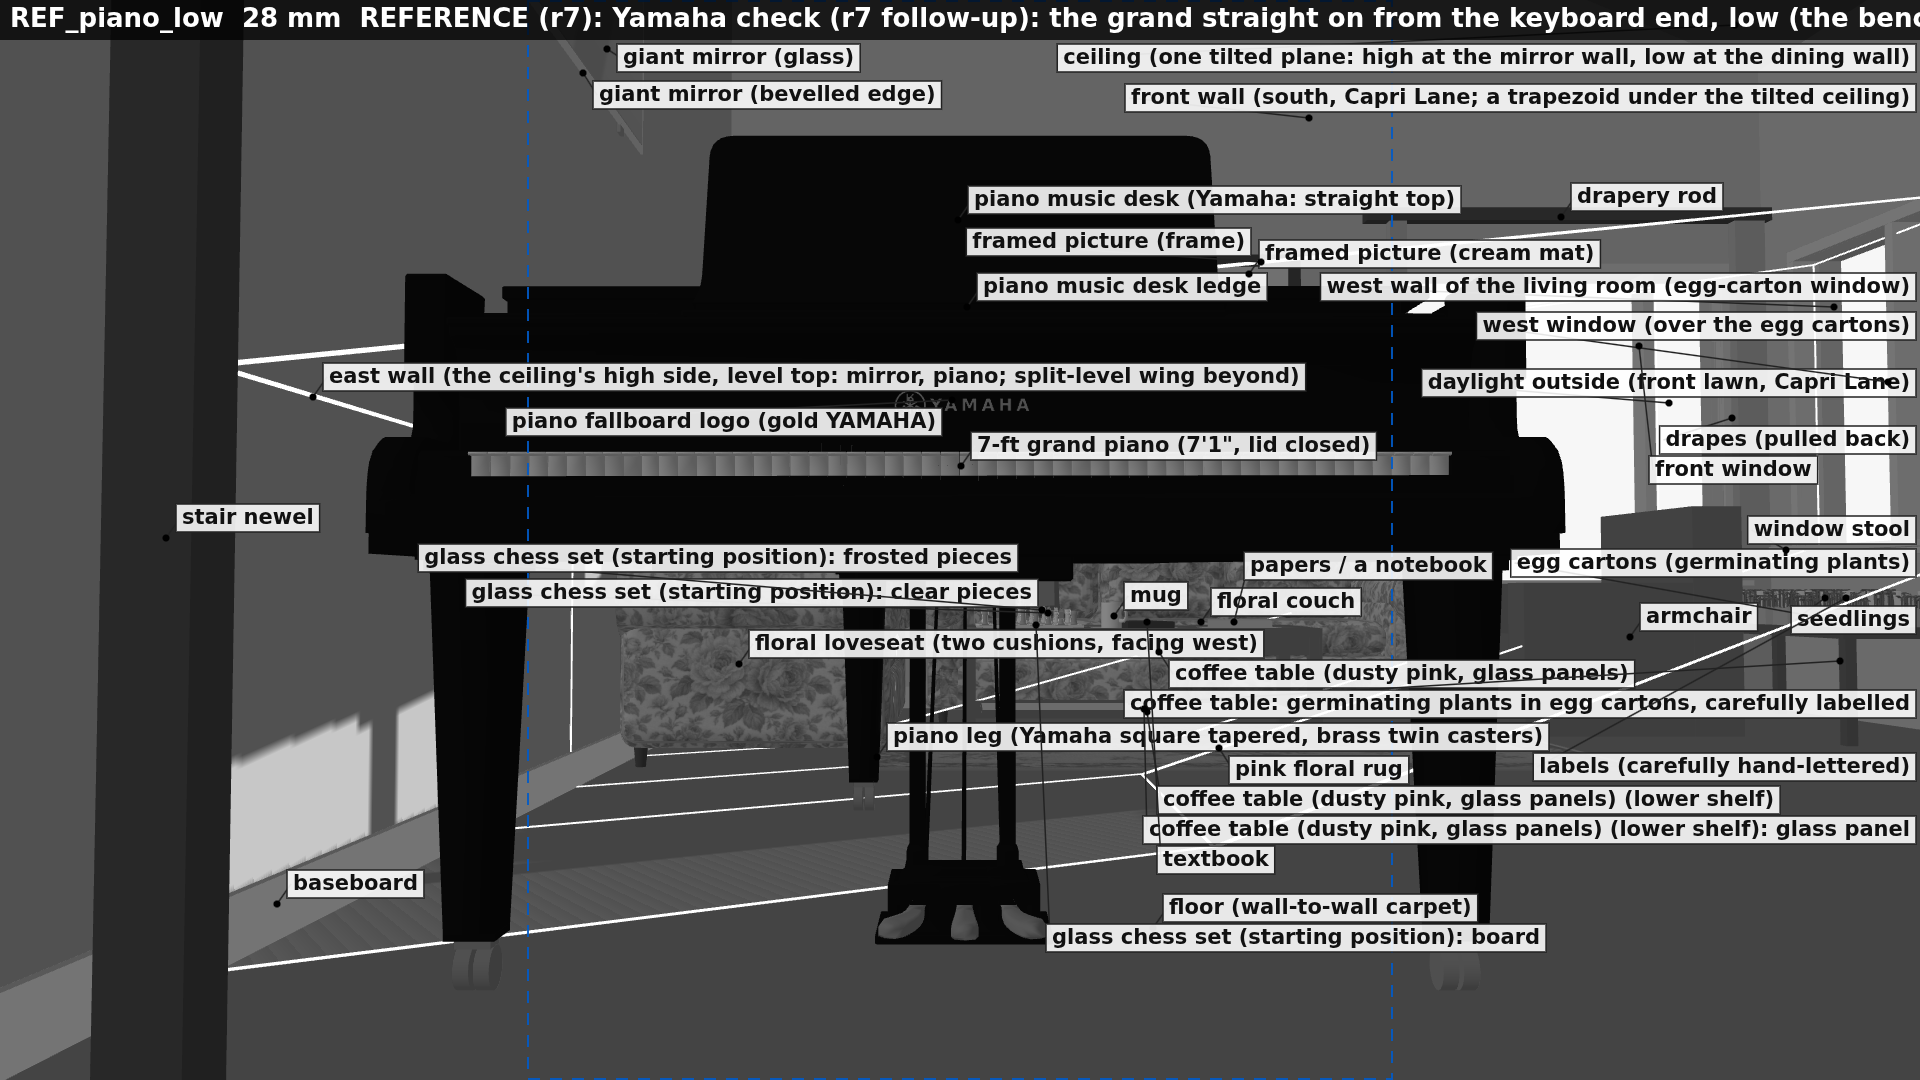 REF_piano_low 28 mm REFERENCE (r7): Yamaha check (r7 follow-up): the grand straight on from the keyboard end, low (the
giant mirror (glass)
ceiling (one tilted plane: high at the mirror wall, low at the dining wall)
giant mirror (bevelled edge)
front wall (south, Capri Lane; a trapezoid under the tilted ceiling)
piano music desk (Yamaha: straight top)
drapery rod
framed picture (frame)
framed picture (cream mat)
piano music desk ledge
west wall of the living room (egg-carton window)
west window (over the egg cartons)
east wall (the ceiling's high side, level top: mirror, piano; split-level wing beyond)
daylight outside (front lawn, Capri Lane)
YAMAHA
piano fallboard logo (gold YAMAHA)
7-ft grand piano (7'1", lid closed)
drapes (pulled back)
front window
stair newel
window stool
glass chess set (starting position): frosted pieces
papers / a notebook
egg cartons (germinating plants)
glass chess set (starting position): clear pieces
mug
floral couch
armchair
seedlings
floral loveseat (two cushions, facing west)
coffee table (dusty pink, glass panels)
coffee table: germinating plants in egg cartons, carefully labelled
piano leg (Yamaha square tapered, brass twin casters)
pink floral rug
labels (carefully hand-lettered)
coffee table (dusty pink, glass panels) (lower shelf)
coffee table (dusty pink, glass panels) (lower shelf): glass panel
textbook
baseboard
floor (wall-to-wall carpet)
glass chess set (starting position): board